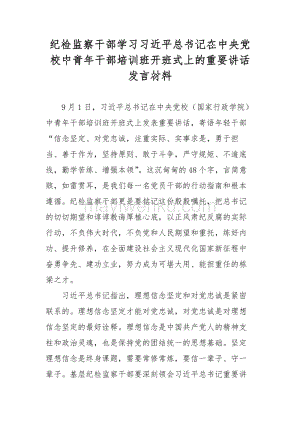 纪检监察干部学习习近平总书记在中央党
校中青年干部培训班开班式上的重要讲话
发言材料
9月1日，习近平总书记在中央党校（国家行政学院）
中青年干部培训班开班式上发表重要讲话，寄语年轻干部
“信念坚定、对党忠诚，注重实际、实事求是，勇于担
当、善于作为，坚持原则、敢于斗争，严守规矩、不逾底
线，勤学苦练、增强本领”，这沉甸甸的48个字，言简意
赅，如雷贯耳，是我们每一名党员干部的行动指南和根本
遵循。纪检监察干部更是要铭记这份殷殷嘱托，把总书记
的切切期望和谆谆教诲厚植心底。以正风肃纪反腐的实际
行动，不负伟大时代，不负党和人民期望和重托，练好内
功、提升修养，在全面建设社会主义现代化国家新征程中
奋勇争先、建功立业，努力成为可堪大用、能担重任的栋
梁之才。
习近平总书记指出，理想信念坚定和对党忠诚是紧密
联系的。理想信念坚定才能对党忠诚，对党忠诚是对理想
信念坚定的最好诠释。理想信念是中国共产党人的精神支
柱和政治灵魂，也是保持党的团结统一的思想基础。坚定
理想信念是终身课题，需要常修常炼，要信一辈子、守一
辈子。基层纪检监察干部要深刻领会习近平总书记重要讲